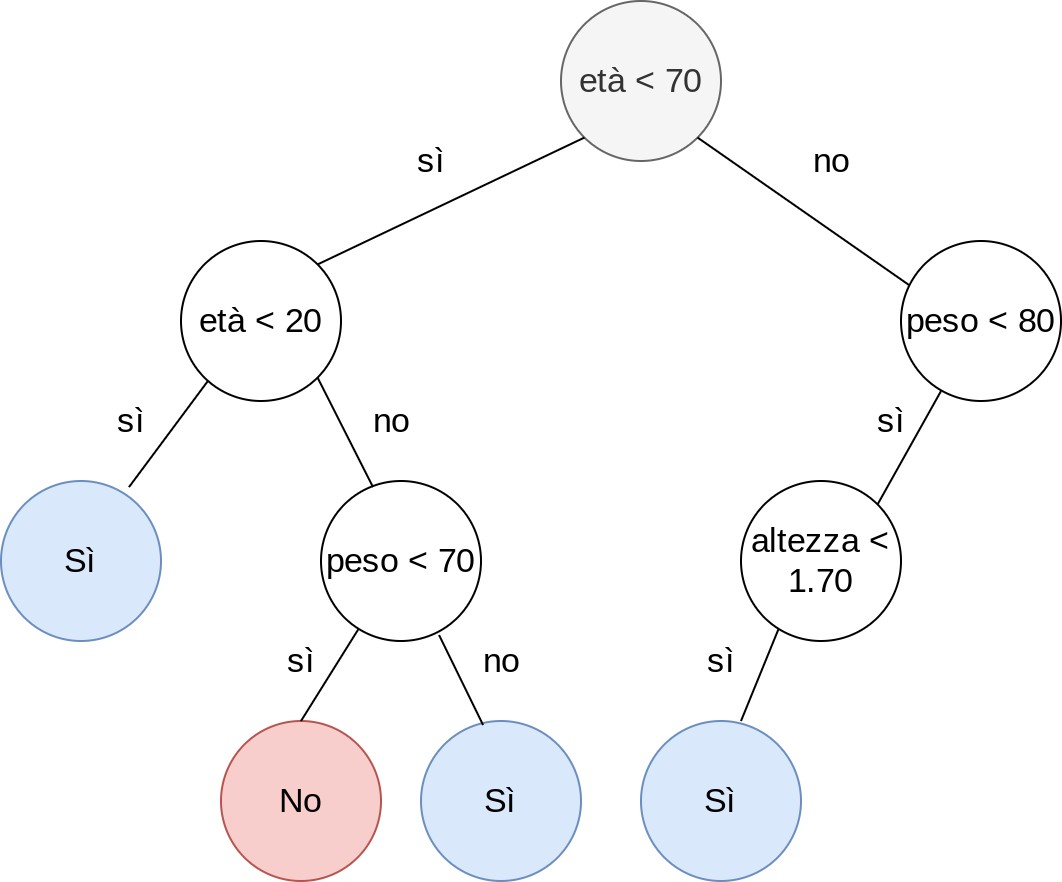 età < 70
sì
no
età < 20
peso < 80
sì
no
sì
Sì
peso < 70
altezza <
1.70
sì
no
sì
No
Sì
Sì